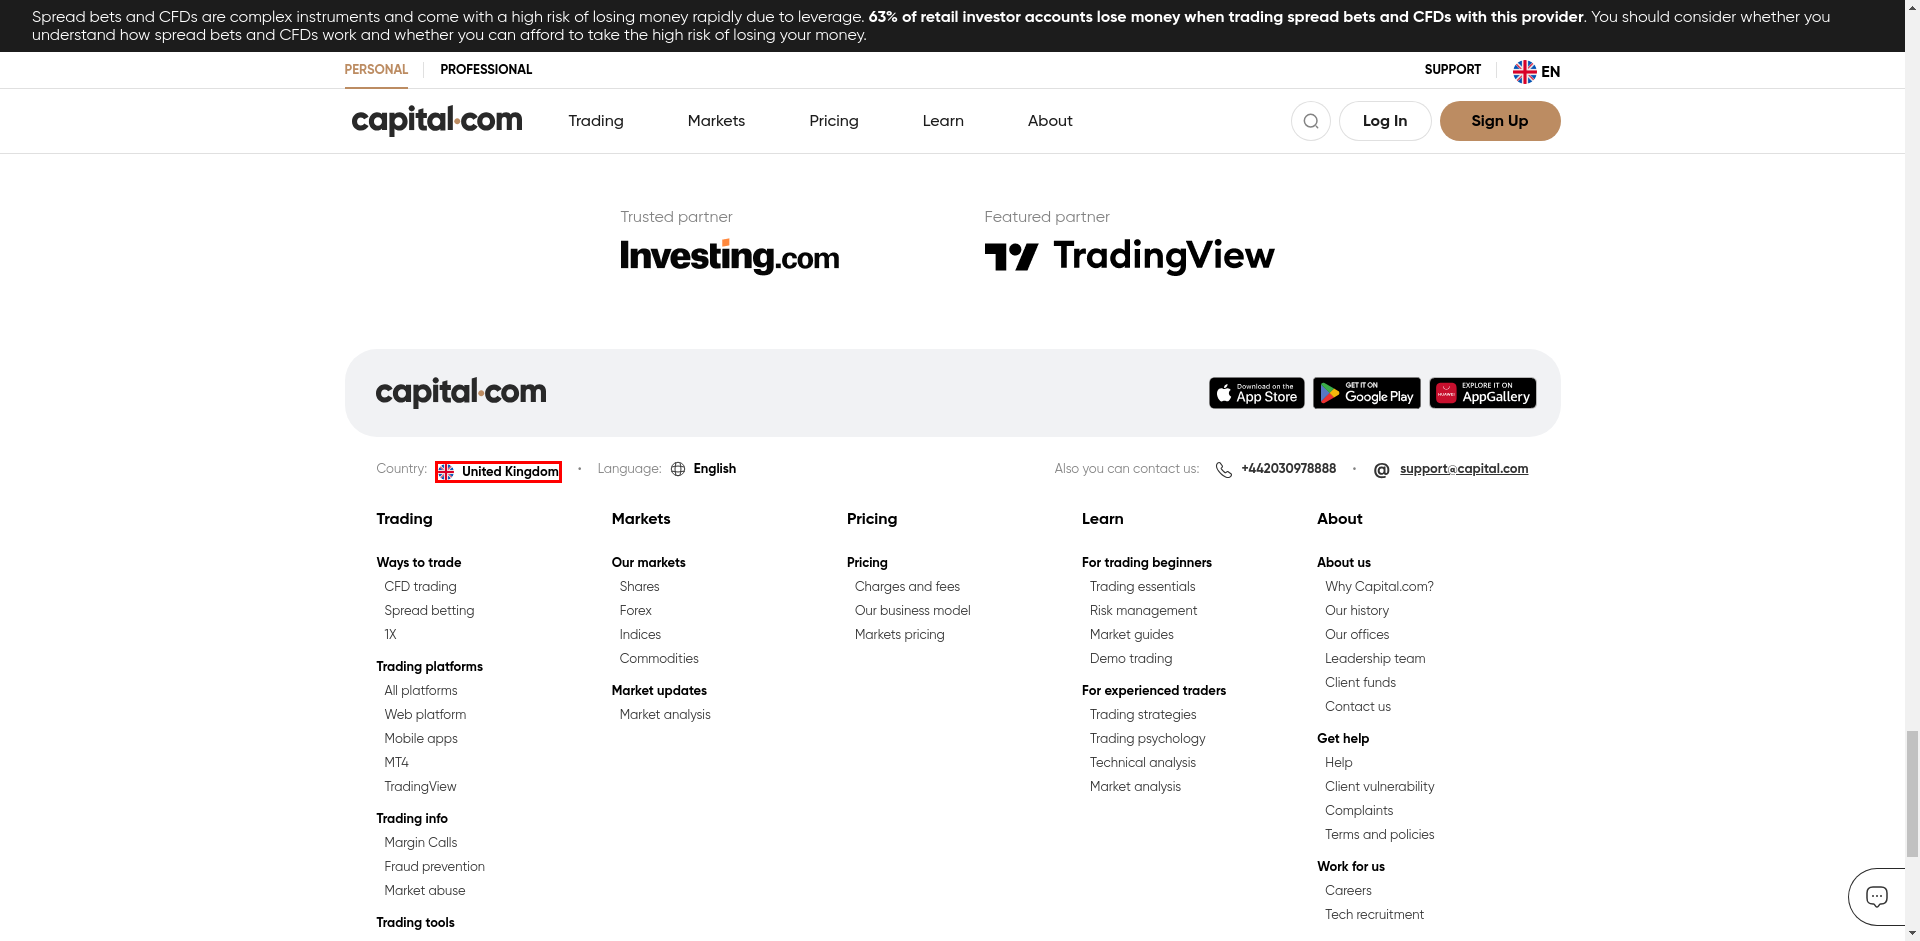 Spread bets and CFDs are complex instruments and come with a high risk of losing money rapidly due to leverage. 63% of retail investor accounts lose money when trading spread bets and CFDs with this provider. You should consider whether you
understand how spread bets and CFDs work and whether you can afford to take the high risk of losing your money.
PERSONAL PROFESSIONAL SUPPORT EN
capital.com Trading Markets Pricing Learn About Log In Sign Up
Trusted partner Featured partner
Investing.com TradingView
capital.com Download on the App Store GET IT ON Google Play HUAWEI EXPLORE IT ON AppGallery
Country: United Kingdom • Language: English Also you can contact us: +442030978888 • support@capital.com
Trading
Ways to trade
CFD trading
Spread betting
1X
Trading platforms
All platforms
Web platform
Mobile apps
MT4
TradingView
Trading info
Margin Calls
Fraud prevention
Market abuse
Trading tools
Markets
Our markets
Shares
Forex
Indices
Commodities
Market updates
Market analysis
Pricing
Pricing
Charges and fees
Our business model
Markets pricing
Learn
For trading beginners
Trading essentials
Risk management
Market guides
Demo trading
For experienced traders
Trading strategies
Trading psychology
Technical analysis
Market analysis
About
About us
Why Capital.com?
Our history
Our offices
Leadership team
Client funds
Contact us
Get help
Help
Client vulnerability
Complaints
Terms and policies
Work for us
Careers
Tech recruitment